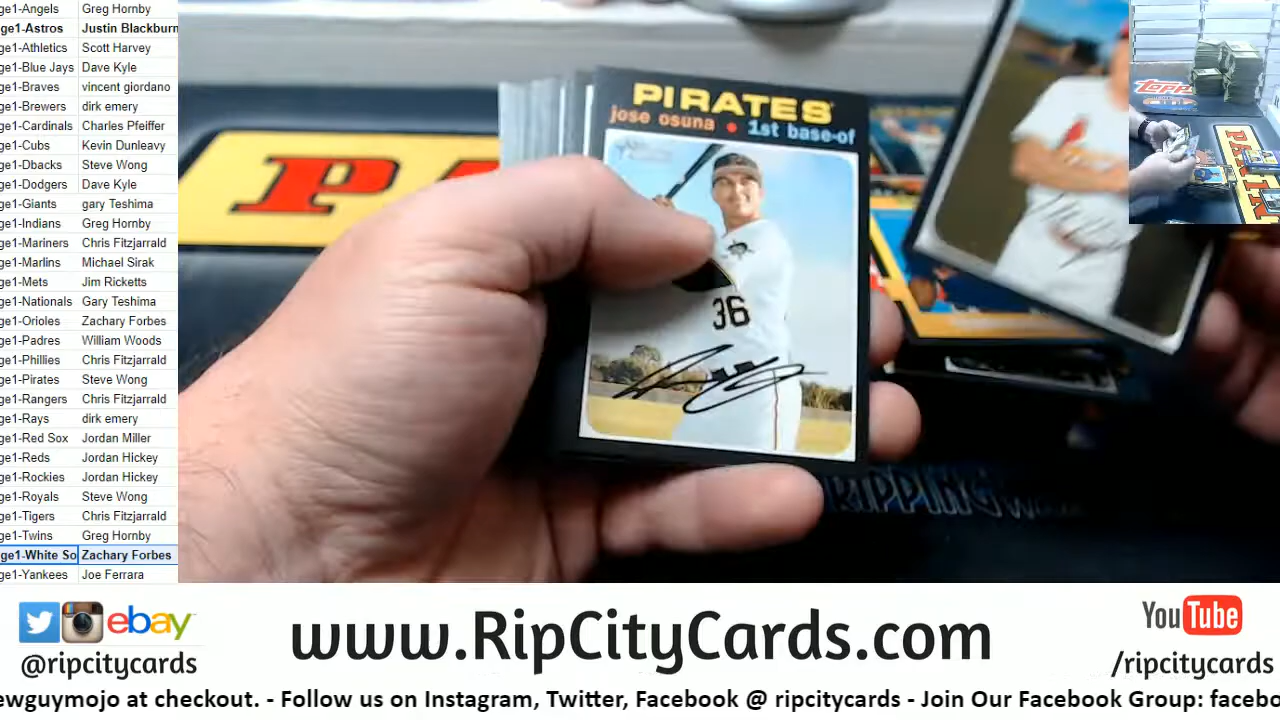 ge1-Angels Greg Hornby
ge1-Astros Justin Blackburn
ge1-Athletics Scott Harvey
ge1-Blue Jays Dave Kyle
ge1-Braves vincent giordano
ge1-Brewers dirk emery
ge1-Cardinals Charles Pfeiffer
ge1-Cubs Kevin Dunleavy
ge1-Dbacks Steve Wong
ge1-Dodgers Dave Kyle
ge1-Giants gary Teshima
ge1-Indians Greg Hornby
ge1-Mariners Chris Fitzjarrald
ge1-Marlins Michael Sirak
ge1-Mets Jim Ricketts
ge1-Nationals Gary Teshima
ge1-Orioles Zachary Forbes
ge1-Padres William Woods
ge1-Phillies Chris Fitzjarrald
ge1-Pirates Steve Wong
ge1-Rangers Chris Fitzjarrald
ge1-Rays dirk emery
ge1-Red Sox Jordan Miller
ge1-Reds Jordan Hickey
ge1-Rockies Jordan Hickey
ge1-Royals Steve Wong
ge1-Tigers Chris Fitzjarrald
ge1-Twins Greg Hornby
ge1-White So Zachary Forbes
ge1-Yankees Joe Ferrara
PIRATES
jose osuna • 1st base-of
36
P
topps
RIPPING
ebay
@ripcitycards
www.RipCityCards.com
YouTube
/ripcitycards
ewguymojo at checkout. - Follow us on Instagram, Twitter, Facebook @ ripcitycards - Join Our Facebook Group: facebo